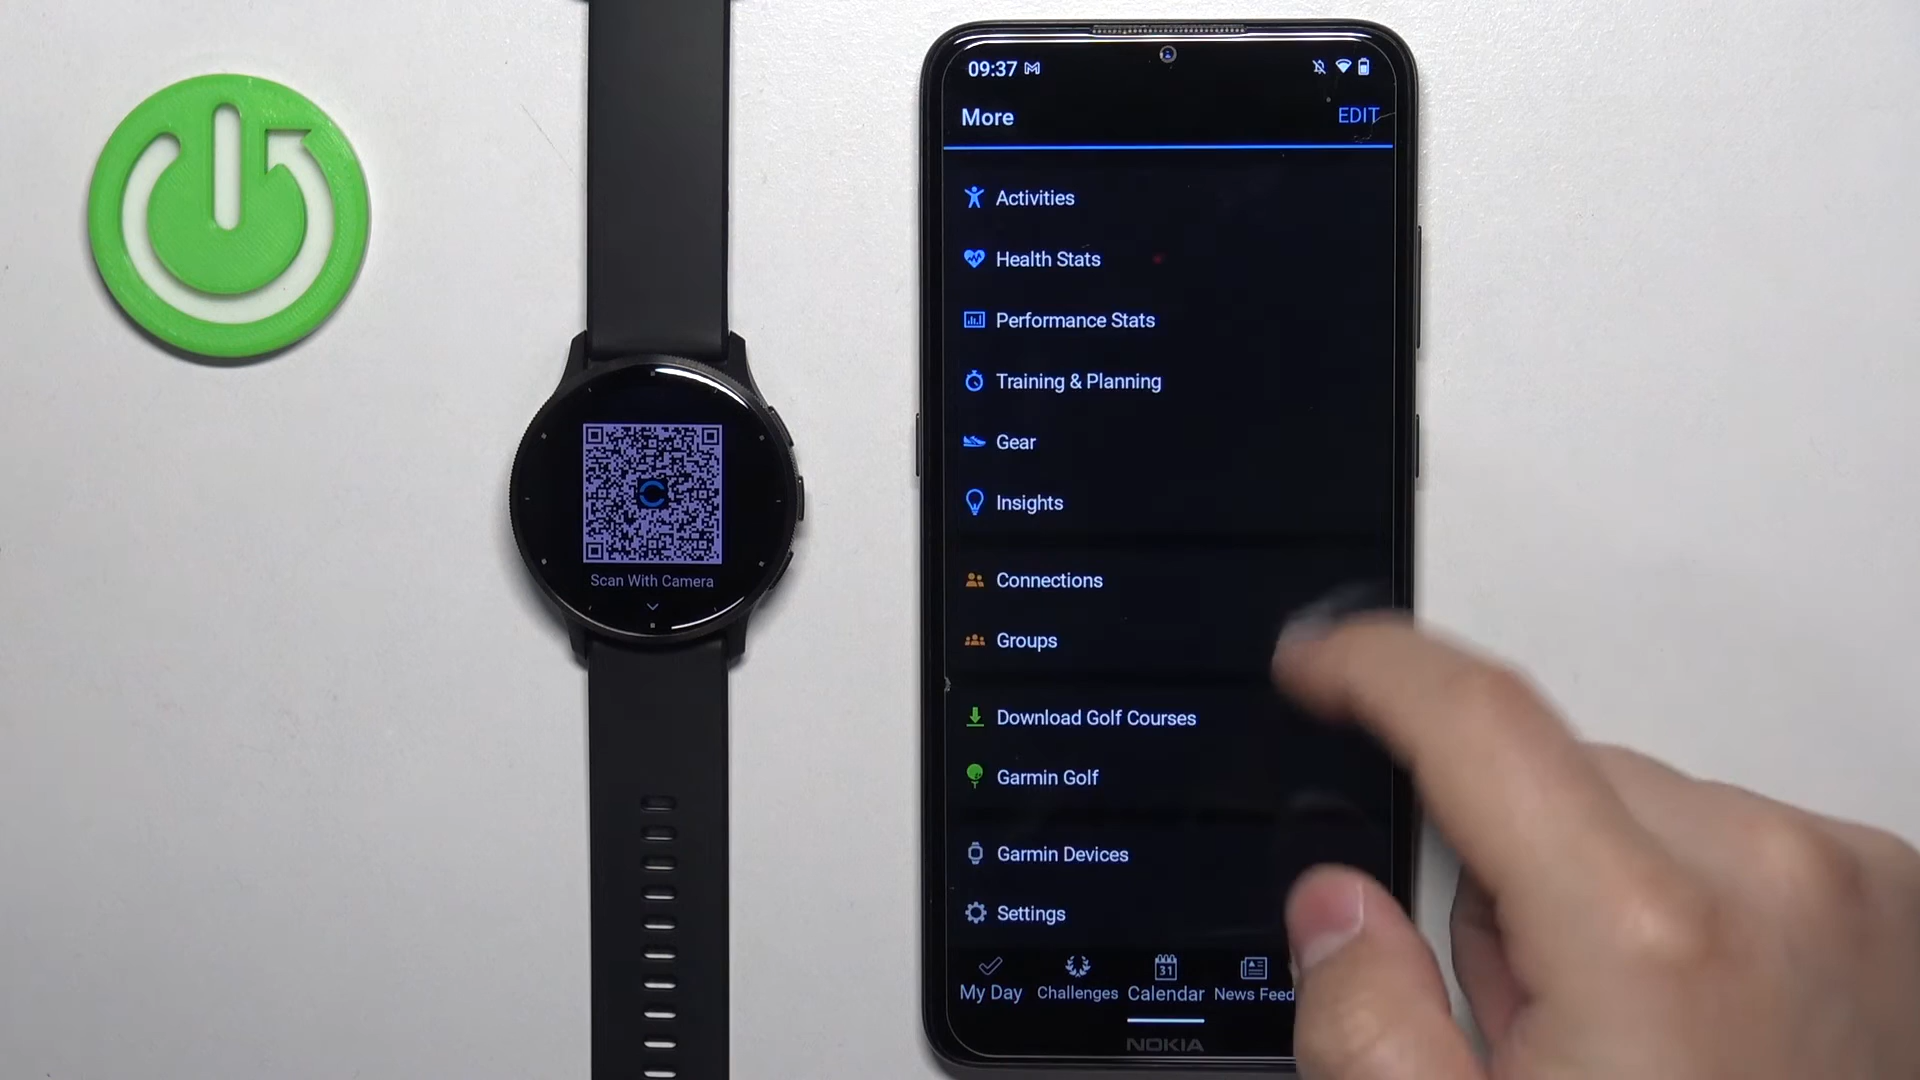 09:37
More
EDIT
Activities
Health Stats
Performance Stats
Training & Planning
Gear
Insights
Connections
Groups
Download Golf Courses
Garmin Golf
Garmin Devices
Settings
My Day
Challenges
31
Calendar
News Feed
NOKIA
Scan With Camera